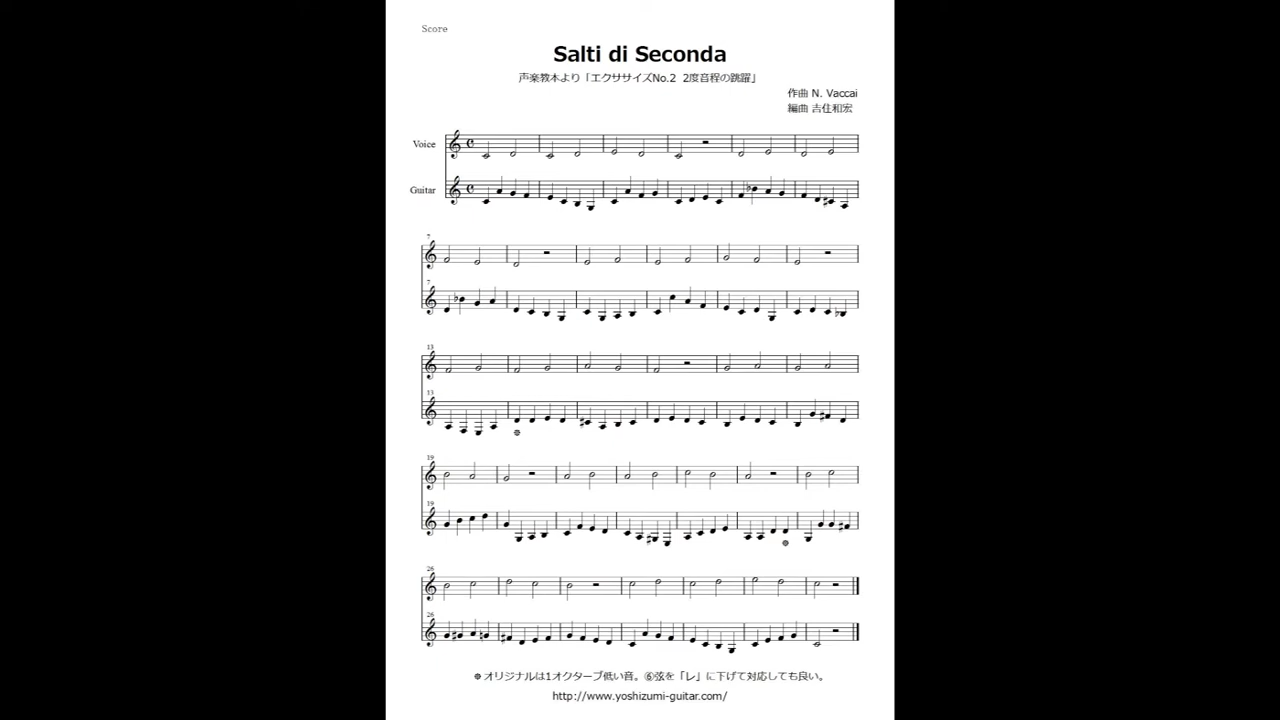 Score
Salti di Seconda
声楽教本より「エクササイズNo.2 2度音程の跳躍」
作曲 N. Vaccai
編曲 吉住和宏
Voice
Guitar
7
7
13
13
19
19
26
26
※ オリジナルは1オクターブ低い音。⑥弦を「レ」に下げて対応しても良い。
http://www.yoshizumi-guitar.com/